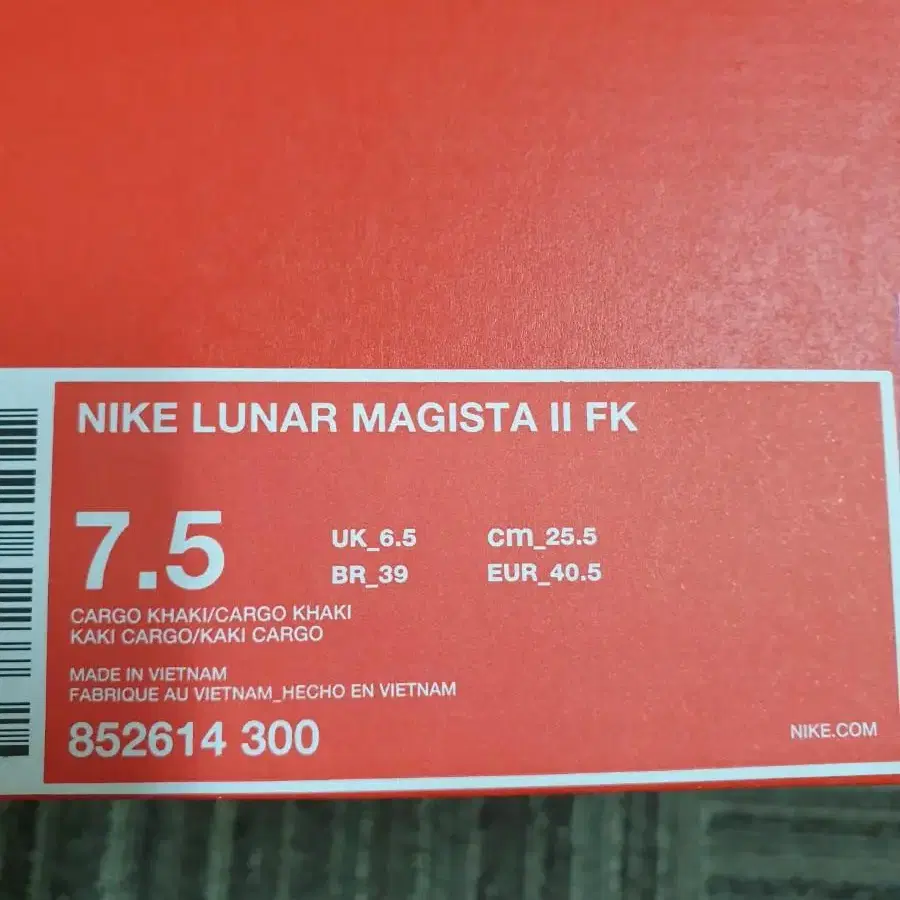 NIKE LUNAR MAGISTA II FK
7.5
UK_6.5 cm_25.5
BR_39 EUR_40.5
CARGO KHAKI/CARGO KHAKI
KAKI CARGO/KAKI CARGO
MADE IN VIETNAM
FABRIQUE AU VIETNAM_HECHO EN VIETNAM
852614 300
NIKE.COM